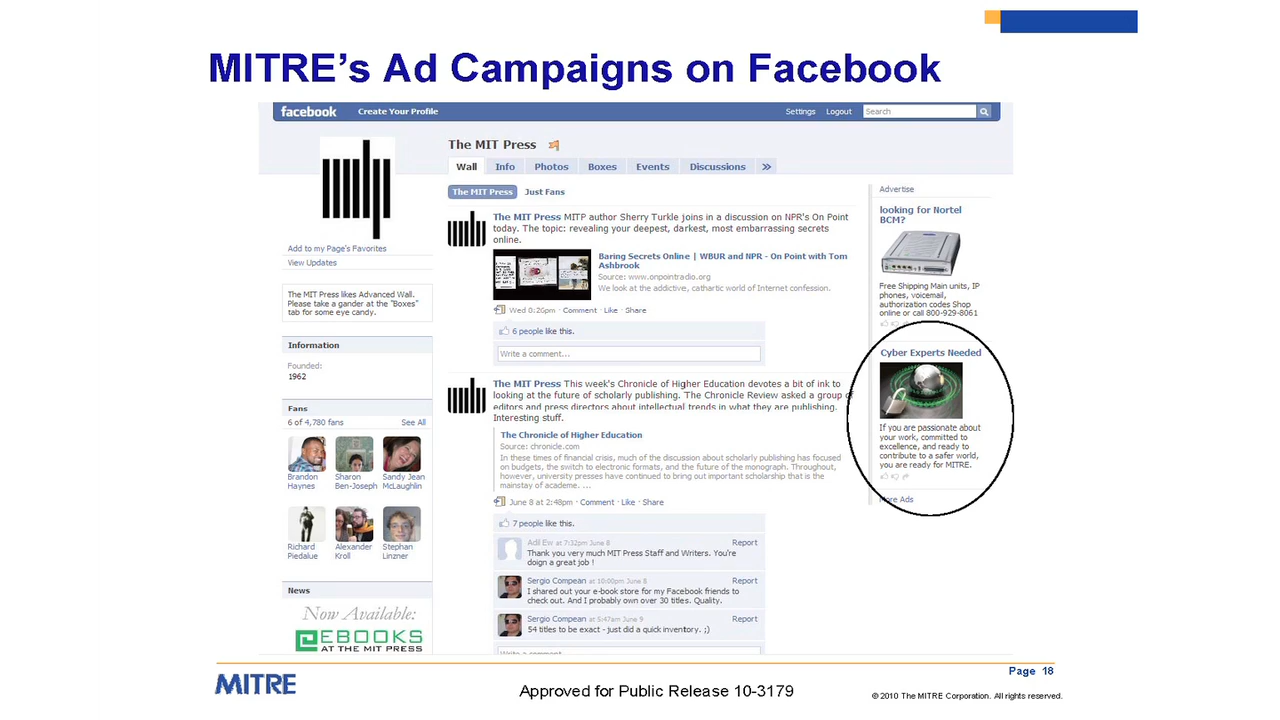 MITRE's Ad Campaigns on Facebook
facebook
Create Your Profile
Settings
Logout
Search
The MIT Press
Wall
Info
Photos
Boxes
Events
Discussions
»
The MIT Press
Just Fans
Add to my Page's Favorites
View Updates
The MIT Press likes Advanced Wall.
Please take a gander at the "Boxes"
tab for some eye candy.
Information
Founded:
1962
Fans
6 of 4,780 fans
See All
Brandon
Haynes
Sharon
Ben-Joseph
Sandy Jean
McLaughlin
Richard
Piedalue
Alexander
Kroll
Stephan
Linzner
News
Now Available:
EBOOKS
AT THE MIT PRESS
The MIT Press MITP author Sherry Turkle joins in a discussion on NPR's On Point
today. The topic: revealing your deepest, darkest, most embarrassing secrets
online.
Baring Secrets Online | WBUR and NPR - On Point with Tom
Ashbrook
Source: www.onpointradio.org
We look at the addictive, cathartic world of Internet confession.
Wed 0:26pm · Comment · Like · Share
6 people like this.
Write a comment...
The MIT Press This week's Chronicle of Higher Education devotes a bit of ink to
looking at the future of scholarly publishing. The Chronicle Review asked a group of
editors and press directors about intellectual trends in what they are publishing.
Interesting stuff.
The Chronicle of Higher Education
Source: chronicle.com
In these times of financial crisis, much of the discussion about scholarly publishing has focused
on budgets, the switch to electronic formats, and the future of the monograph. Throughout,
however, university presses have continued to bring out important scholarship that is the
mainstay of academe. ...
June 8 at 2:48pm · Comment · Like · Share
7 people like this.
Adil Ew at 7:32pm June 8
Report
Thank you very much MIT Press Staff and Writers. You're
doign a great job !
Sergio Compean at 10:00pm June 8
Report
I shared out your e-book store for my Facebook friends to
check out. And I probably own over 30 titles. Quality.
Sergio Compean at 5:47am June 9
Report
54 titles to be exact - just did a quick inventory. ;)
Write a comment
Advertise
looking for Nortel
BCM?
Free Shipping Main units, IP
phones, voicemail,
authorization codes Shop
online or call 800-929-8061
Cyber Experts Needed
If you are passionate about
your work, committed to
excellence, and ready to
contribute to a safer world,
you are ready for MITRE.
More Ads
Page 18
MITRE
Approved for Public Release 10-3179
© 2010 The MITRE Corporation. All rights reserved.